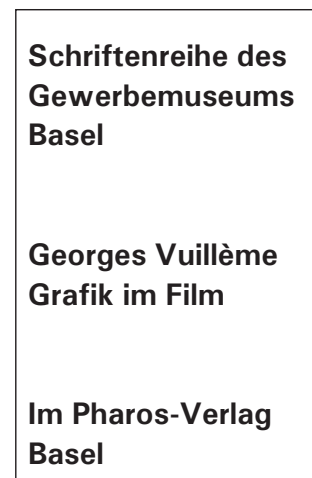 Schriftenreihe des
Gewerbemuseums
Basel
Georges Vuillème
Grafik im Film
Im Pharos-Verlag
Basel